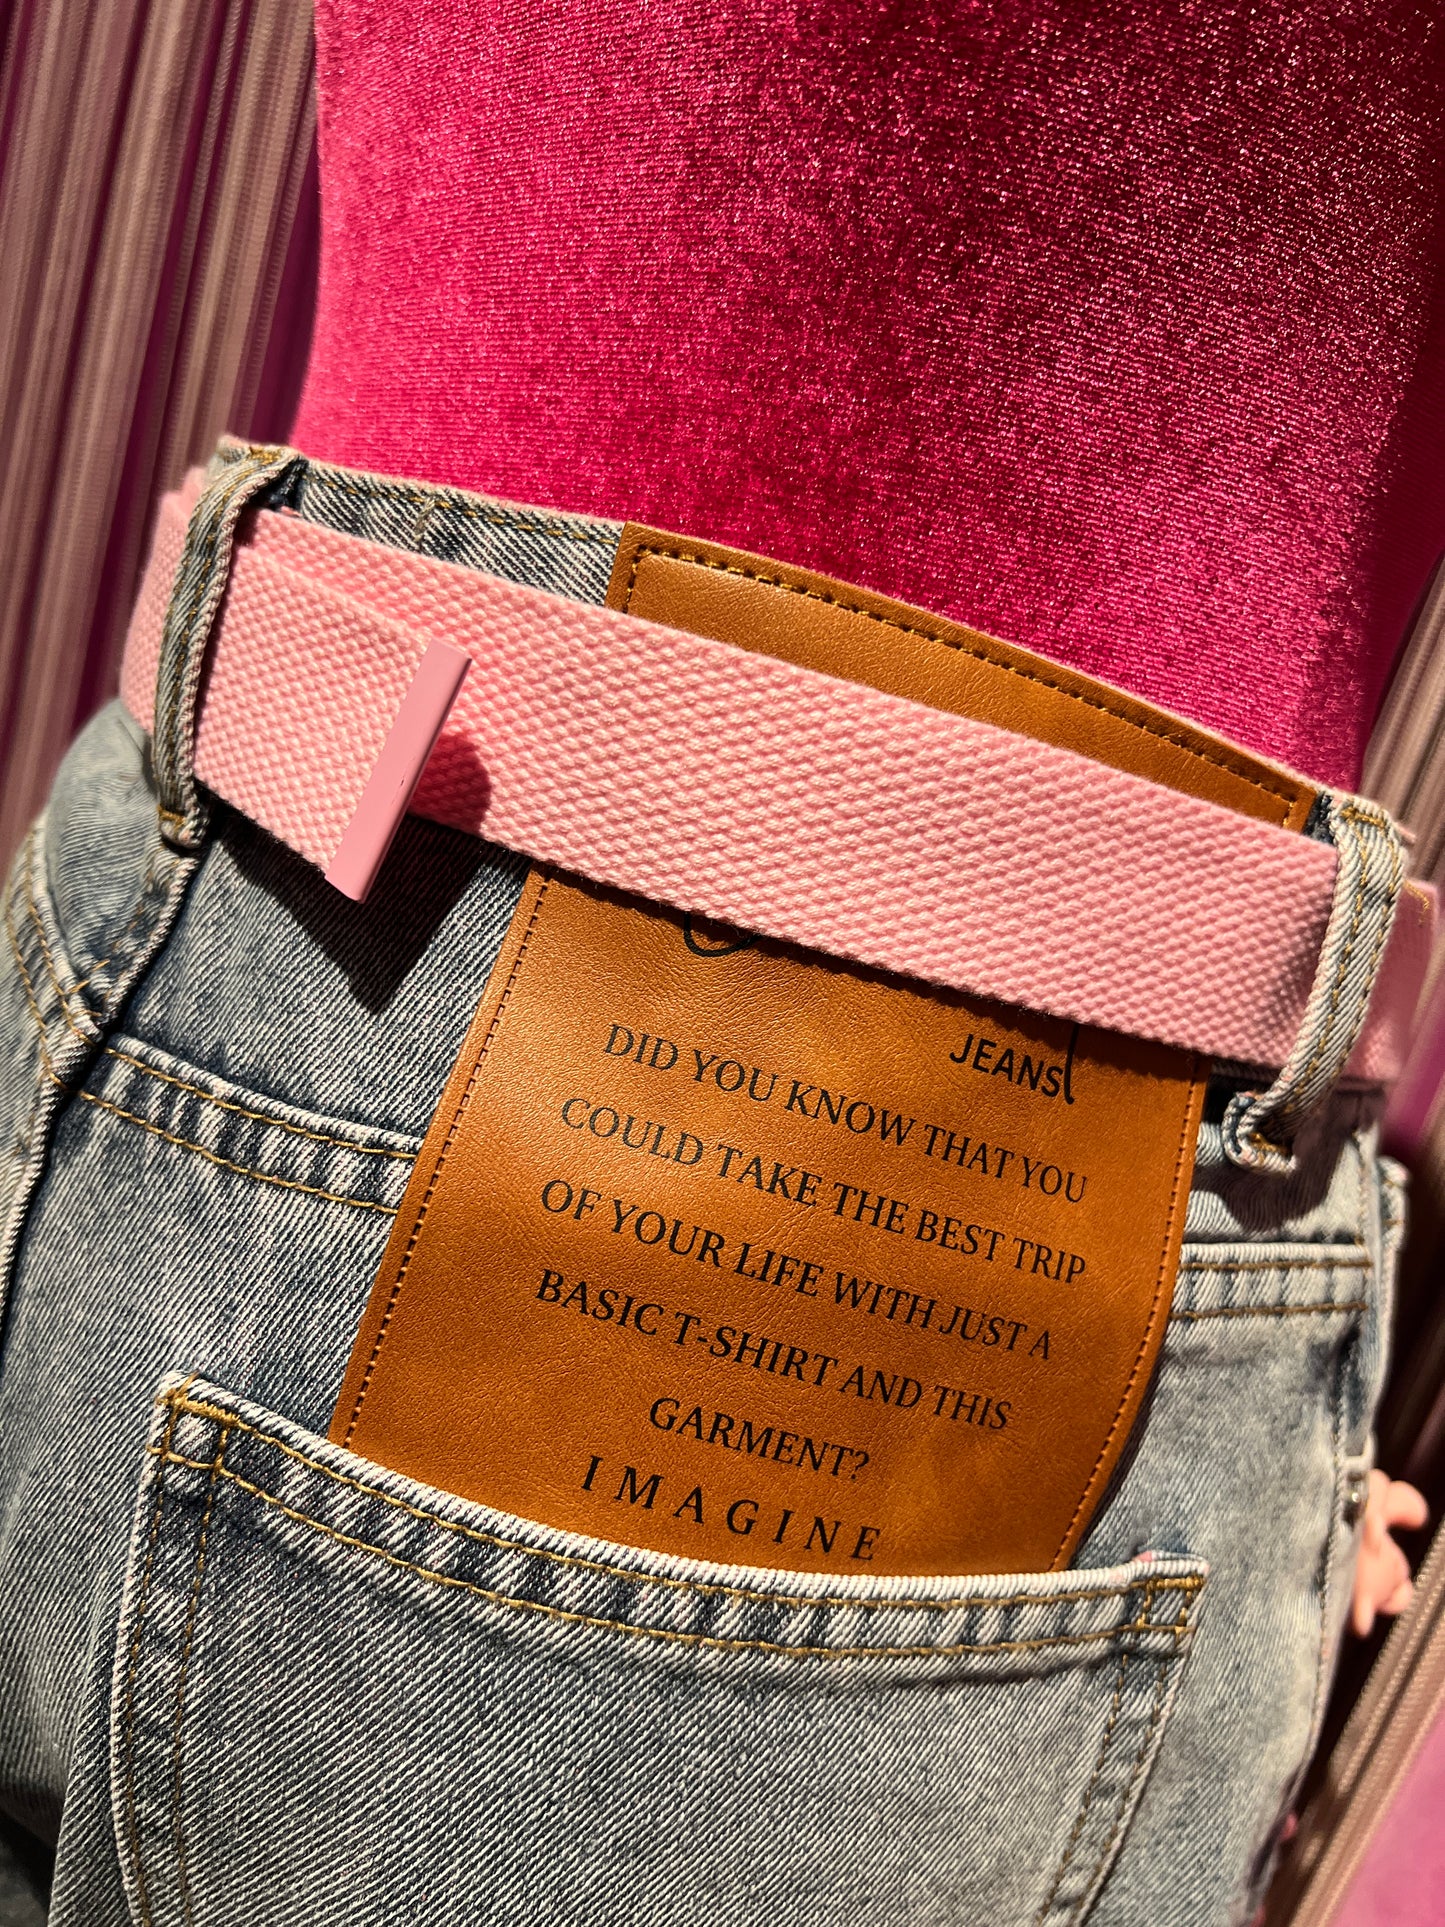 JEANS
DID YOU KNOW THAT YOU
COULD TAKE THE BEST TRIP
OF YOUR LIFE WITH JUST A
BASIC T-SHIRT AND THIS
GARMENT?
IMAGINE